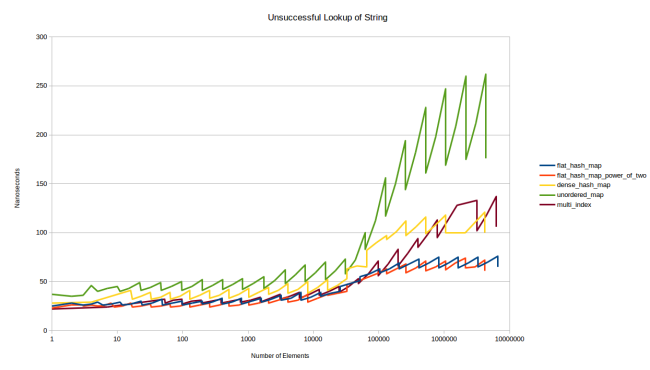 Unsuccessful Lookup of String
300
250
200
150
100
50
0
Nanoseconds
1
10
100
1000
10000
100000
1000000
10000000
Number of Elements
flat_hash_map
flat_hash_map_power_of_two
dense_hash_map
unordered_map
multi_index